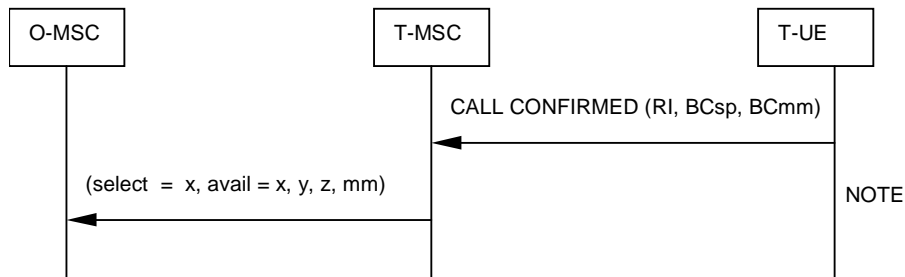 O-MSC
T-MSC
T-UE
CALL CONFIRMED (RI, BCsp, BCmm)
(select = x, avail = x, y, z, mm)
NOTE